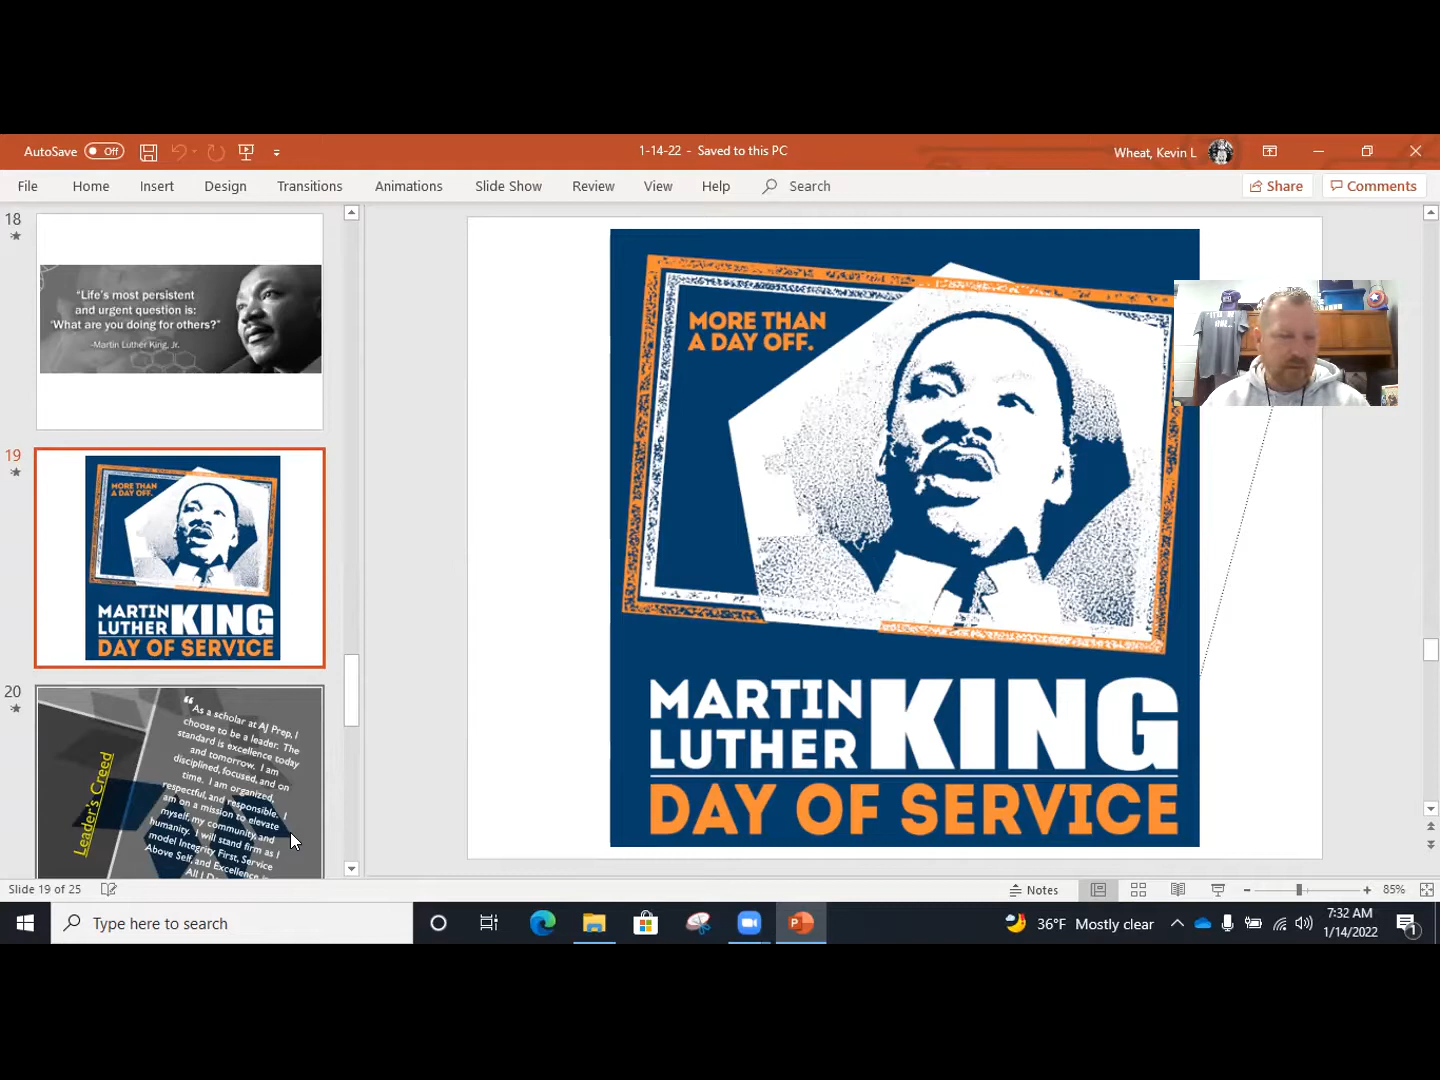 AutoSave Off
1-14-22 - Saved to this PC
Wheat, Kevin L
File Home Insert Design Transitions Animations Slide Show Review View Help Search
Share Comments
18
“Life's most persistent
and urgent question is:
‘What are you doing for others?”
-Martin Luther King, Jr.
19
MORE THAN
A DAY OFF.
MARTIN
LUTHER
KING
DAY OF SERVICE
20
Leader's Creed
“As a scholar at AJ Prep, I
choose to be a leader. The
standard is excellence today
and tomorrow. I am
disciplined, focused, and on
time. I am organized,
respectful, and responsible. I
am on a mission to elevate
myself, my community, and
humanity. I will stand firm as I
model Integrity First, Service
Above Self, and Excellence in
All I D
MORE THAN
A DAY OFF.
MARTIN
LUTHER
KING
DAY OF SERVICE
Slide 19 of 25
Notes
85%
Type here to search
36°F Mostly clear
7:32 AM
1/14/2022
1